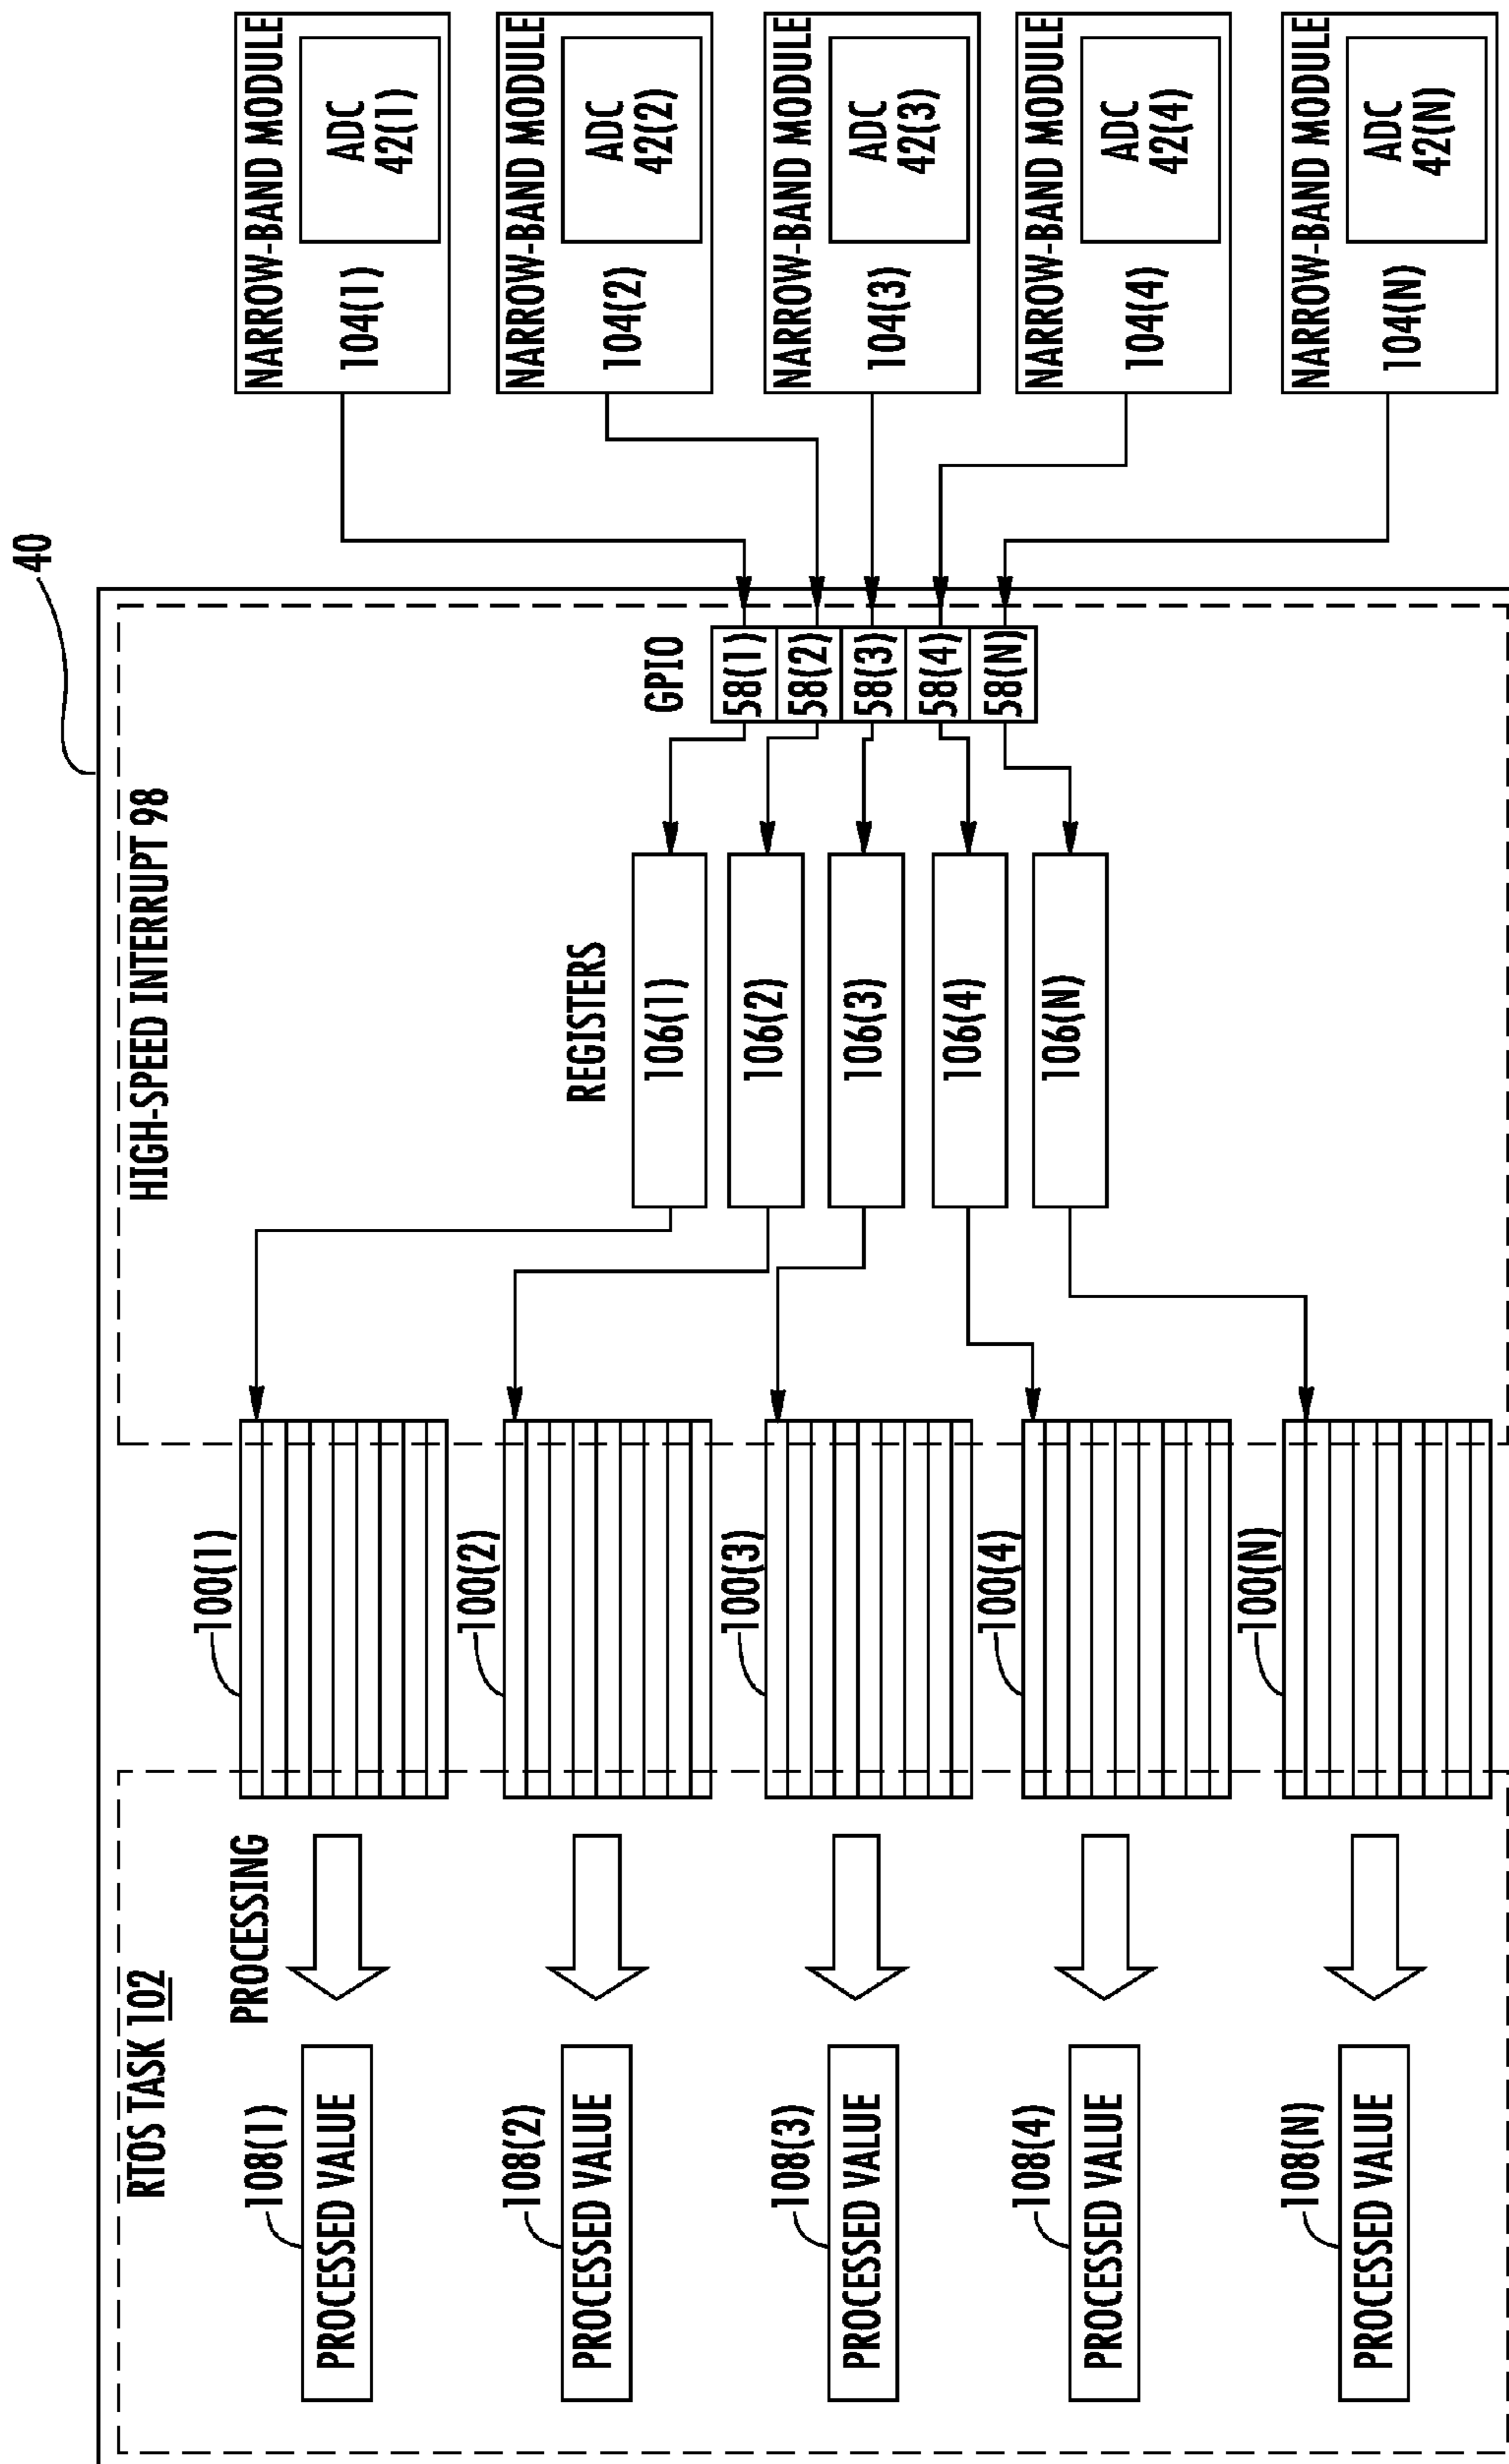 40
HIGH-SPEED INTERRUPT 98
RTOS TASK 102
PROCESSING
REGISTERS
GPIO
NARROW-BAND MODULE
ADC
42(1)
104(1)
NARROW-BAND MODULE
ADC
42(2)
104(2)
NARROW-BAND MODULE
ADC
42(3)
104(3)
NARROW-BAND MODULE
ADC
42(4)
104(4)
NARROW-BAND MODULE
ADC
42(N)
104(N)
58(1)
58(2)
58(3)
58(4)
58(N)
106(1)
106(2)
106(3)
106(4)
106(N)
100(1)
100(2)
100(3)
100(4)
100(N)
108(1)
PROCESSED VALUE
108(2)
PROCESSED VALUE
108(3)
PROCESSED VALUE
108(4)
PROCESSED VALUE
108(N)
PROCESSED VALUE